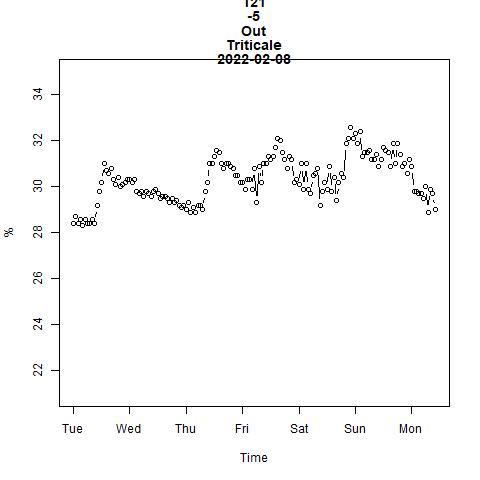 121
-5
Out
Triticale
2022-02-08
34
32
30
28
26
24
22
%
Tue Wed Thu Fri Sat Sun Mon
Time